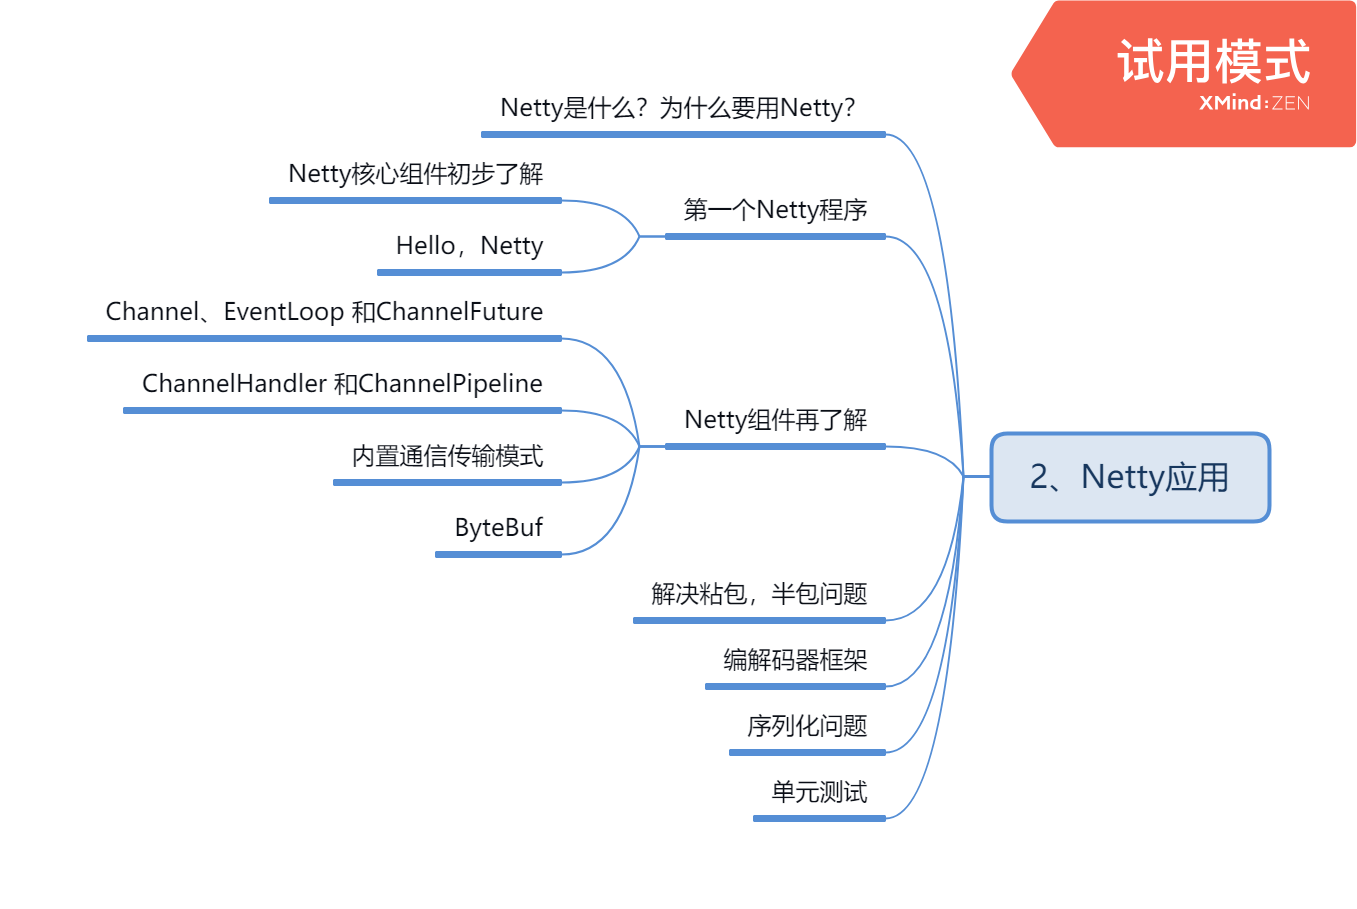 试用模式
XMind:ZEN
Netty是什么？为什么要用Netty？
Netty核心组件初步了解
第一个Netty程序
Hello，Netty
Channel、EventLoop 和ChannelFuture
ChannelHandler 和ChannelPipeline
Netty组件再了解
内置通信传输模式
2、Netty应用
ByteBuf
解决粘包，半包问题
编解码器框架
序列化问题
单元测试